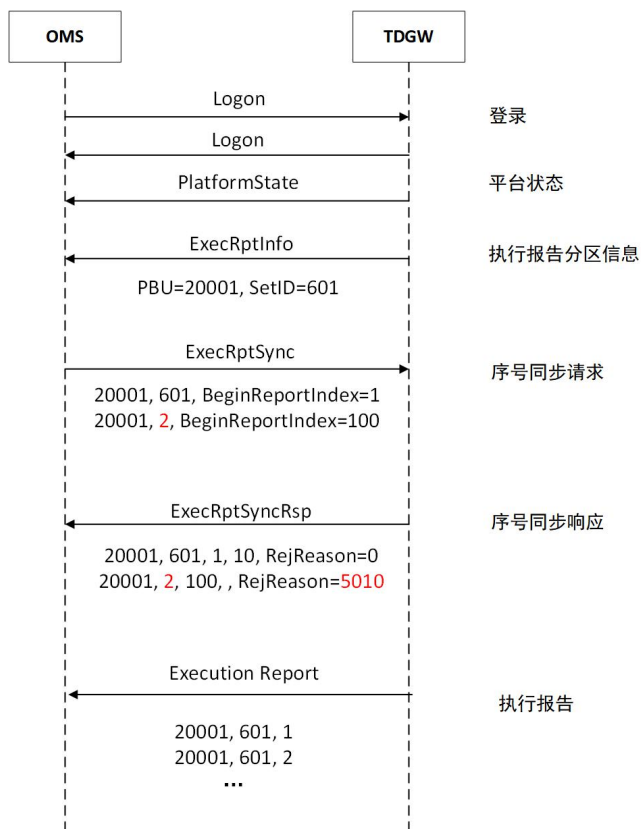 OMS
TDGW
Logon
登录
Logon
PlatformState
平台状态
ExecRptInfo
执行报告分区信息
PBU=20001, SetID=601
ExecRptSync
序号同步请求
20001, 601, BeginReportIndex=1
20001, 2, BeginReportIndex=100
ExecRptSyncRsp
序号同步响应
20001, 601, 1, 10, RejReason=0
20001, 2, 100, , RejReason=5010
Execution Report
执行报告
20001, 601, 1
20001, 601, 2
...